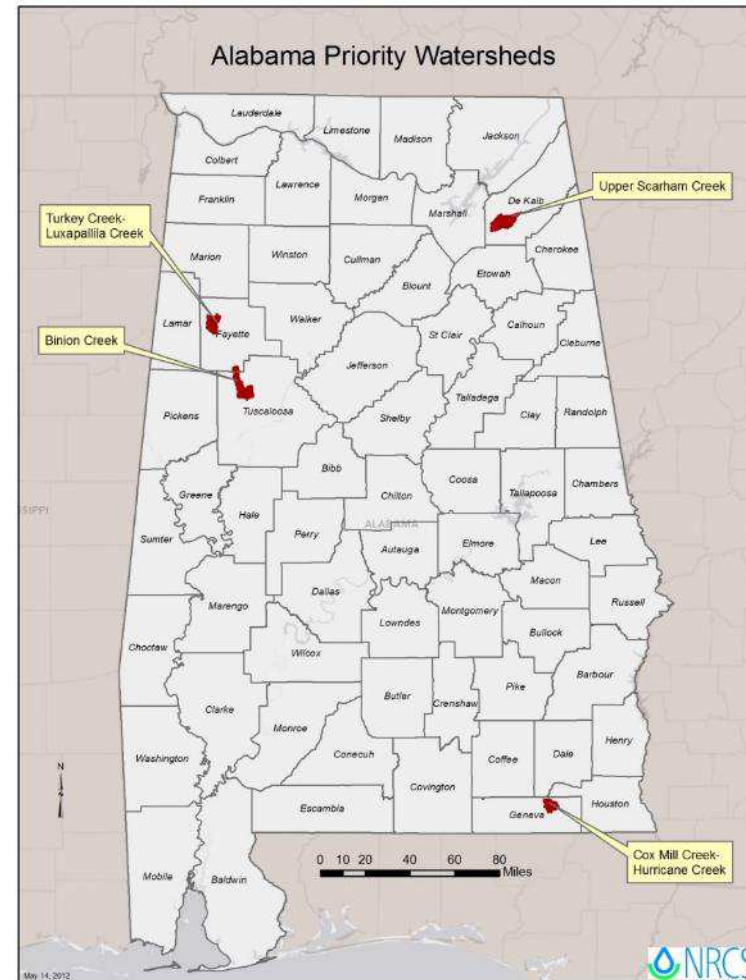 Alabama Priority Watersheds
Lauderdale
Limestone
Madison
Jackson
Colbert
Lawrence
Franklin
Morgan
Marshall
De Kalb
Upper Scarham Creek
Turkey Creek-
Luxapallila Creek
Marion
Winston
Cullman
Blount
Etowah
Cherokee
Lamar
Fayette
Walker
St Clair
Calhoun
Cleburne
Binion Creek
Jefferson
Pickens
Tuscaloosa
Shelby
Talladega
Clay
Randolph
Bibb
Greene
Hale
Chilton
Coosa
Tallapoosa
Chambers
SSIPPI
Sumter
Perry
ALABAMA
Autauga
Elmore
Lee
Marengo
Dallas
Lowndes
Montgomery
Macon
Russell
Bullock
Choctaw
Wilcox
Butler
Crenshaw
Pike
Barbour
Clarke
Monroe
Conecuh
Covington
Coffee
Dale
Henry
Washington
N
Escambia
Geneva
Houston
Mobile
Baldwin
0 10 20 40 60 80
Miles
Cox Mill Creek-
Hurricane Creek
May 14, 2012
NRCS